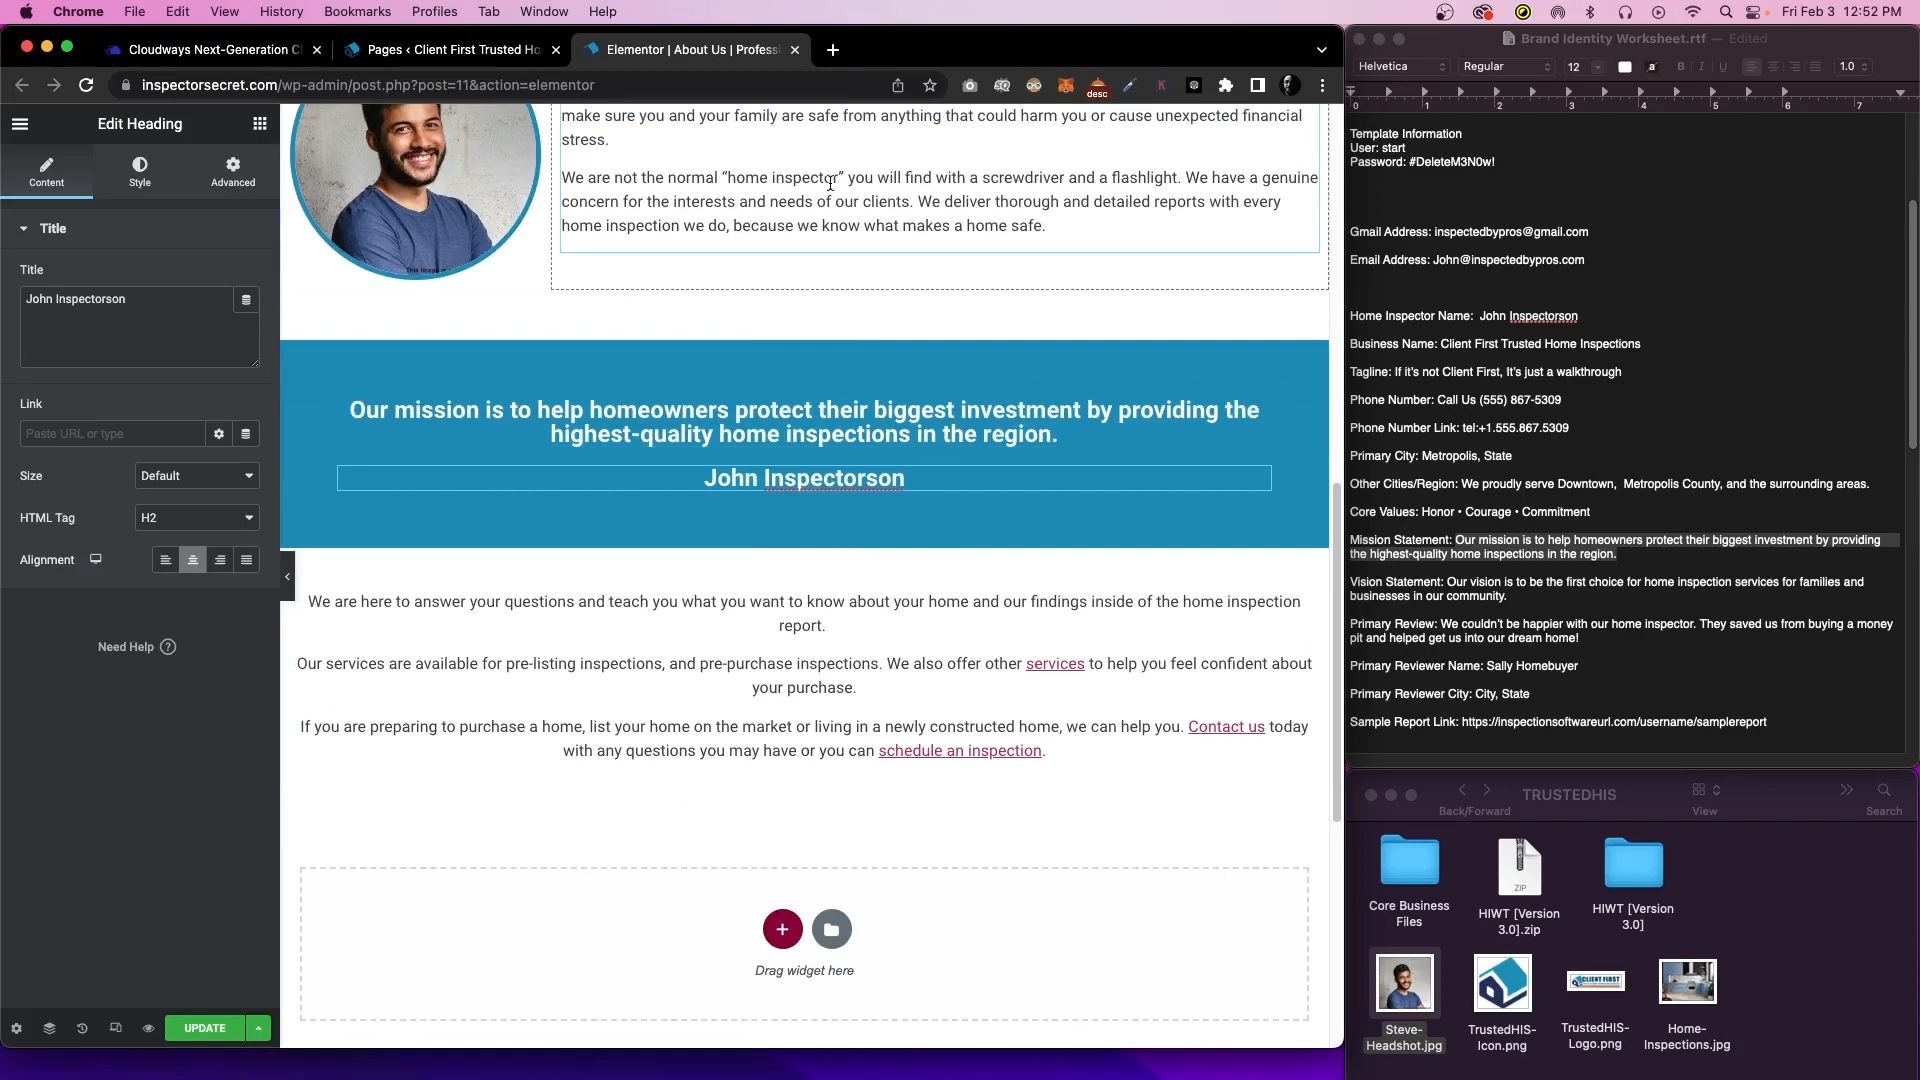 Chrome File Edit View History Bookmarks Profiles Tab Window Help
Fri Feb 3 12:52 PM
Cloudways Next-Generation C
Pages ‹ Client First Trusted Ho
Elementor | About Us | Professi
inspectorsecret.com/wp-admin/post.php?post=11&action=elementor
desc
Edit Heading
Content
Style
Advanced
Title
Title
John Inspectorson
Link
Paste URL or type
Size
Default
HTML Tag
H2
Alignment
Need Help
UPDATE
make sure you and your family are safe from anything that could harm you or cause unexpected financial
stress.
We are not the normal “home inspector” you will find with a screwdriver and a flashlight. We have a genuine
concern for the interests and needs of our clients. We deliver thorough and detailed reports with every
home inspection we do, because we know what makes a home safe.
Our mission is to help homeowners protect their biggest investment by providing the
highest-quality home inspections in the region.
John Inspectorson
We are here to answer your questions and teach you what you want to know about your home and our findings inside of the home inspection
report.
Our services are available for pre-listing inspections, and pre-purchase inspections. We also offer other services to help you feel confident about
your purchase.
If you are preparing to purchase a home, list your home on the market or living in a newly constructed home, we can help you. Contact us today
with any questions you may have or you can schedule an inspection.
Drag widget here
Brand Identity Worksheet.rtf — Edited
Helvetica Regular 12 B I U 1.0
0 1 2 3 4 5 6 7
Template Information
User: start
Password: #DeleteM3N0w!
Gmail Address: inspectedbypros@gmail.com
Email Address: John@inspectedbypros.com
Home Inspector Name: John Inspectorson
Business Name: Client First Trusted Home Inspections
Tagline: If it’s not Client First, It’s just a walkthrough
Phone Number: Call Us (555) 867-5309
Phone Number Link: tel:+1.555.867.5309
Primary City: Metropolis, State
Other Cities/Region: We proudly serve Downtown, Metropolis County, and the surrounding areas.
Core Values: Honor • Courage • Commitment
Mission Statement: Our mission is to help homeowners protect their biggest investment by providing
the highest-quality home inspections in the region.
Vision Statement: Our vision is to be the first choice for home inspection services for families and
businesses in our community.
Primary Review: We couldn’t be happier with our home inspector. They saved us from buying a money
pit and helped get us into our dream home!
Primary Reviewer Name: Sally Homebuyer
Primary Reviewer City: City, State
Sample Report Link: https://inspectionsoftwareurl.com/username/samplereport
TRUSTEDHIS
Back/Forward
View
Search
Core Business
Files
ZIP
HIWT [Version
3.0].zip
HIWT [Version
3.0]
CLIENT FIRST
Steve-
Headshot.jpg
TrustedHIS-
Icon.png
TrustedHIS-
Logo.png
Home-
Inspections.jpg